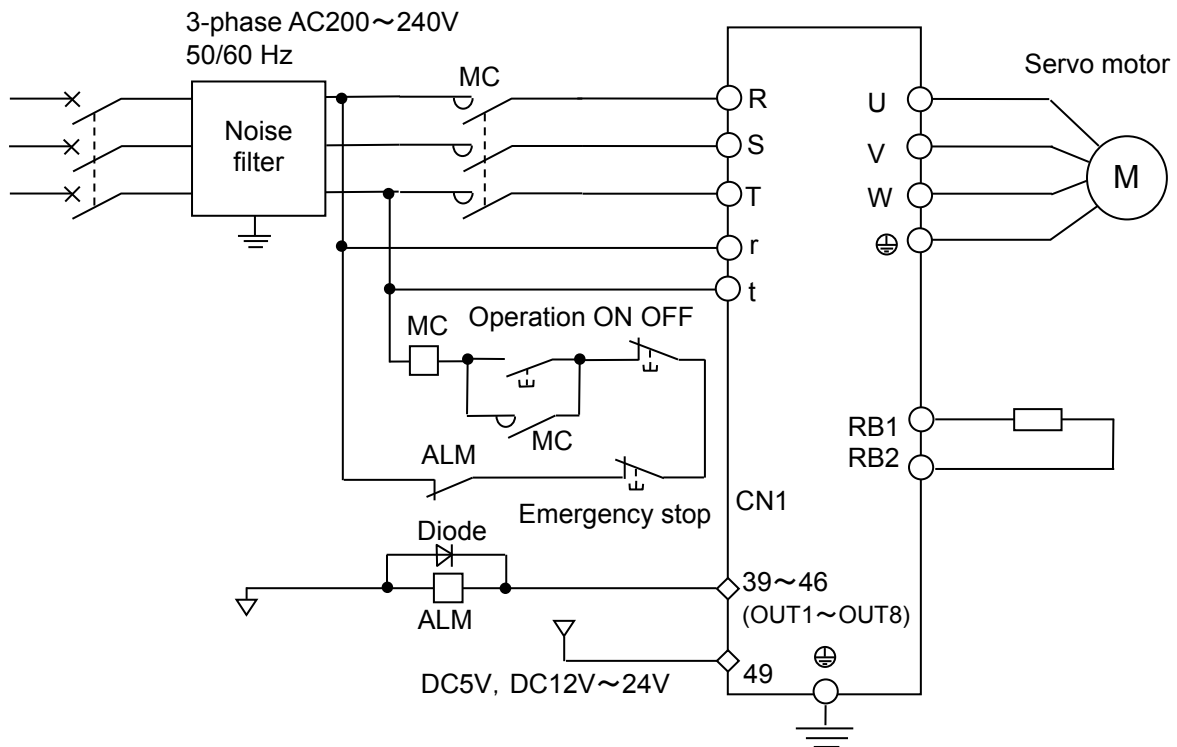 3-phase AC200～240V
50/60 Hz
MC
Servo motor
Noise
filter
R
S
T
r
t
U
V
W
M
Operation ON OFF
MC
MC
ALM
Emergency stop
RB1
RB2
CN1
Diode
ALM
39～46
(OUT1～OUT8)
DC5V, DC12V～24V
49